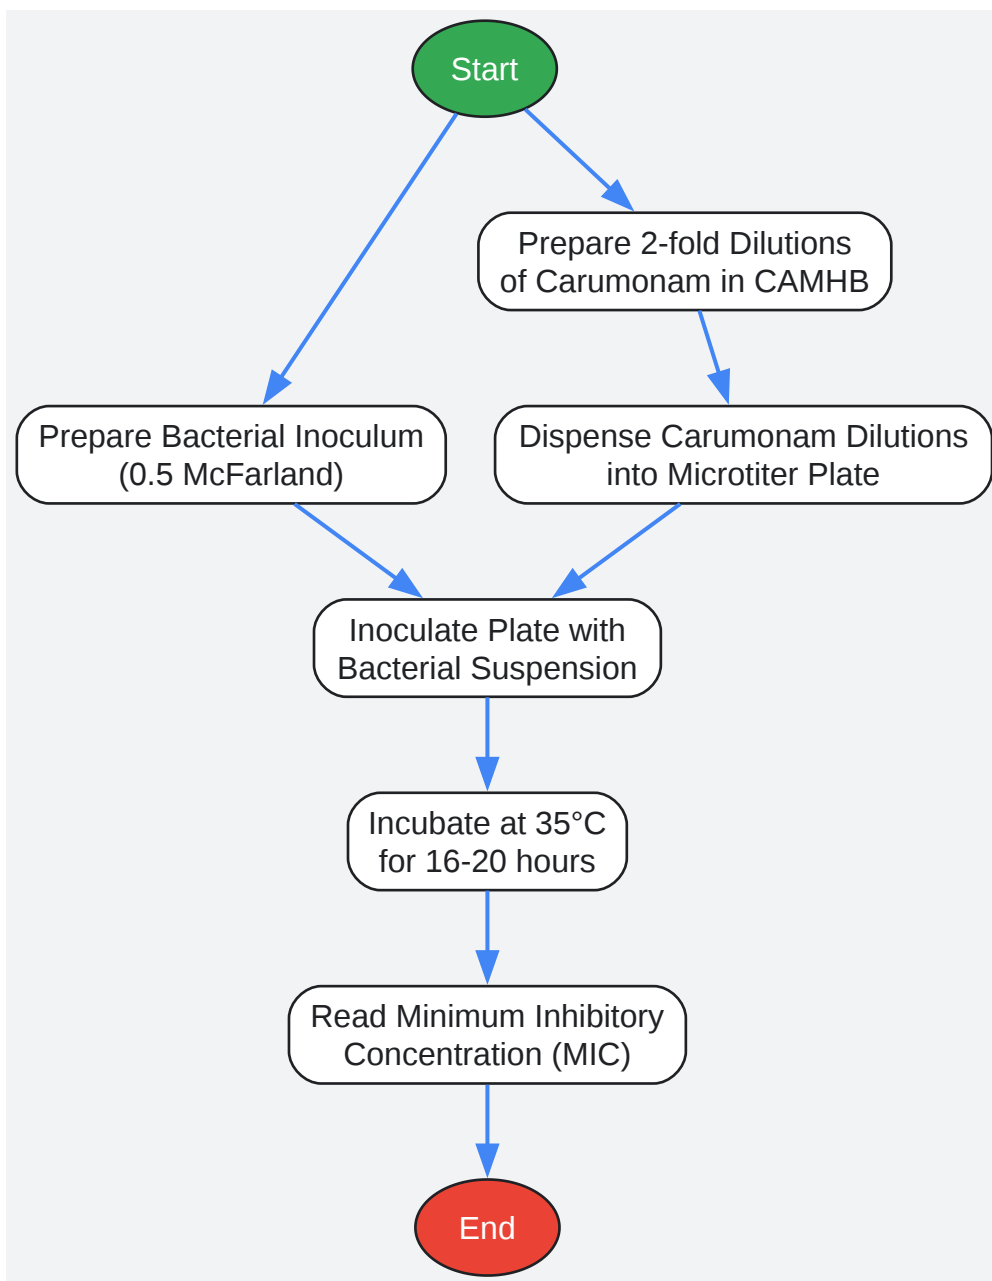 Start
Prepare 2-fold Dilutions
of Carumonam in CAMHB
Prepare Bacterial Inoculum
(0.5 McFarland)
Dispense Carumonam Dilutions
into Microtiter Plate
Inoculate Plate with
Bacterial Suspension
Incubate at 35°C
for 16-20 hours
Read Minimum Inhibitory
Concentration (MIC)
End